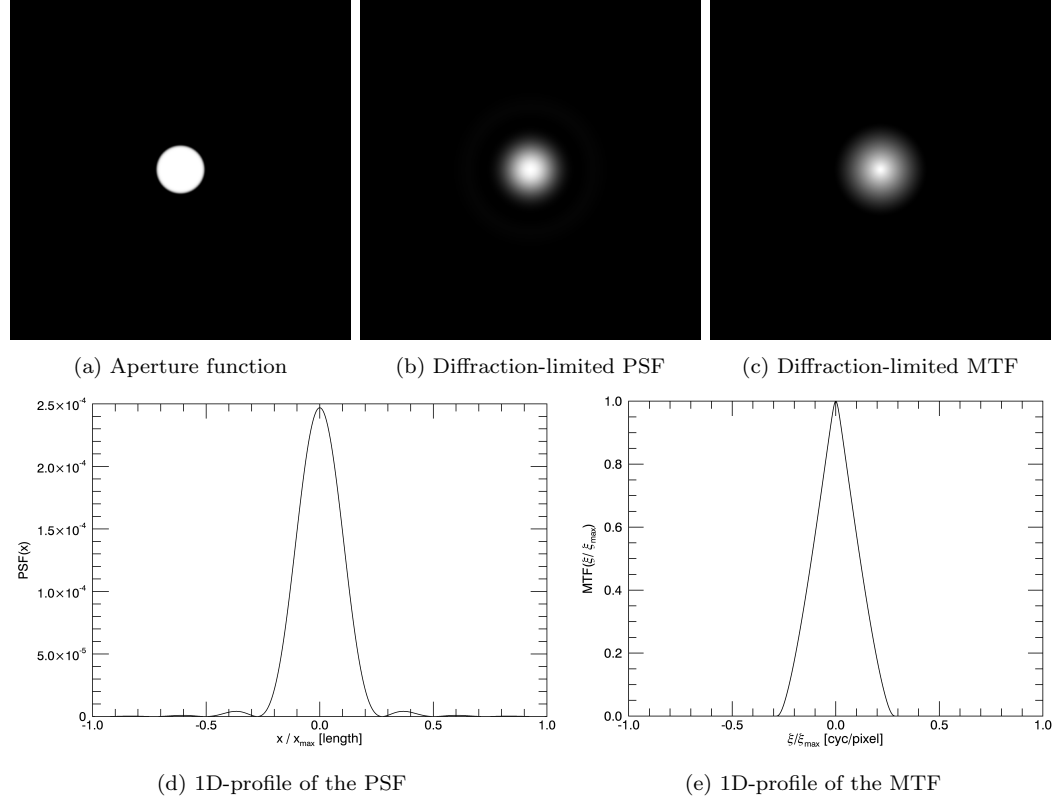 (a) Aperture function (b) Diffraction-limited PSF (c) Diffraction-limited MTF
2.5×10⁻⁴
2.0×10⁻⁴
1.5×10⁻⁴
1.0×10⁻⁴
5.0×10⁻⁵
0
PSF(x)
-1.0 -0.5 0.0 0.5 1.0
x / x_max [length]
1.0
0.8
0.6
0.4
0.2
0.0
MTF(ξ/ ξ_max)
-1.0 -0.5 0.0 0.5 1.0
ξ/ξ_max [cyc/pixel]
(d) 1D-profile of the PSF (e) 1D-profile of the MTF